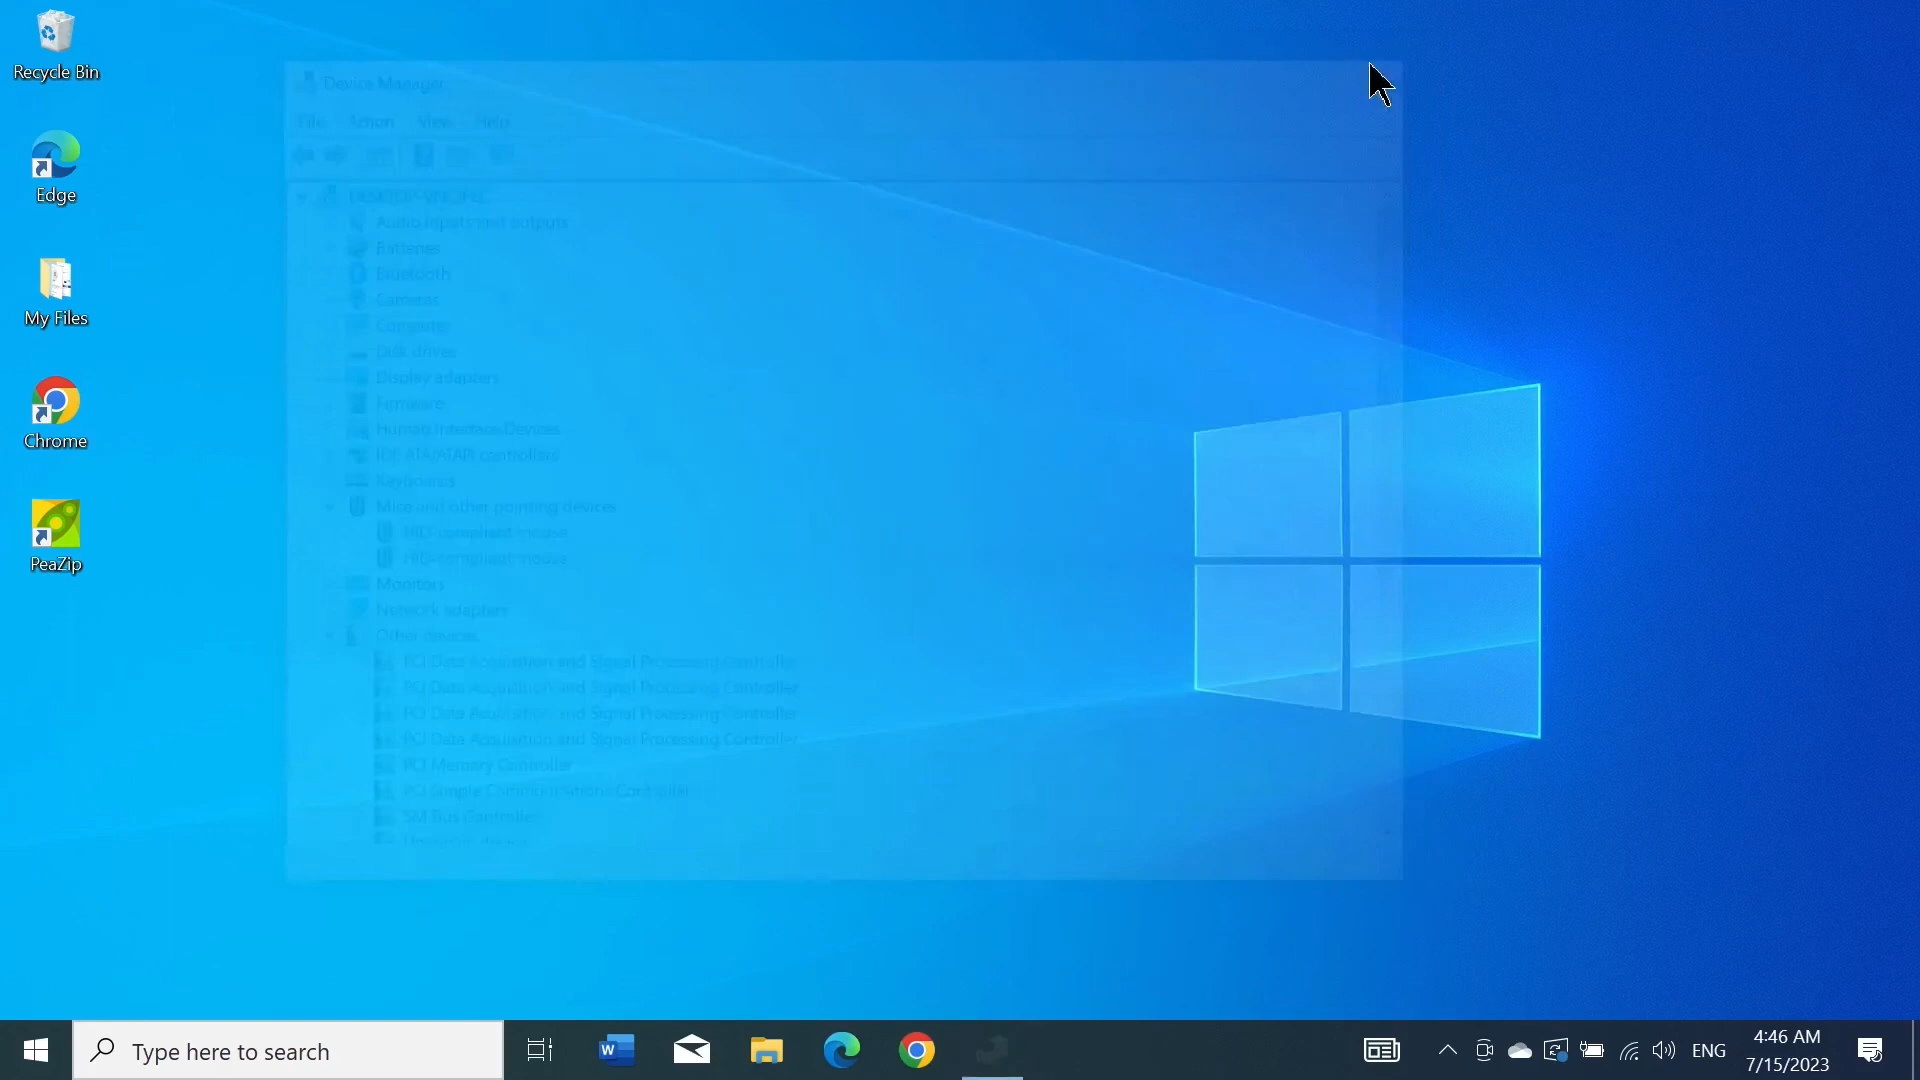 Recycle Bin
Edge
My Files
Chrome
PeaZip
Device Manager
File Action View Help
Audio inputs and outputs
Batteries
Bluetooth
Cameras
Computer
Disk drives
Display adapters
Firmware
Human Interface Devices
IDE ATA/ATAPI controllers
Keyboards
Mice and other pointing devices
HID-compliant mouse
HID-compliant mouse
Monitors
Network adapters
Other devices
PCI Data Acquisition and Signal Processing Controller
PCI Data Acquisition and Signal Processing Controller
PCI Data Acquisition and Signal Processing Controller
PCI Data Acquisition and Signal Processing Controller
PCI Memory Controller
PCI Simple Communications Controller
SM Bus Controller
Type here to search
W
ENG
4:46 AM
7/15/2023